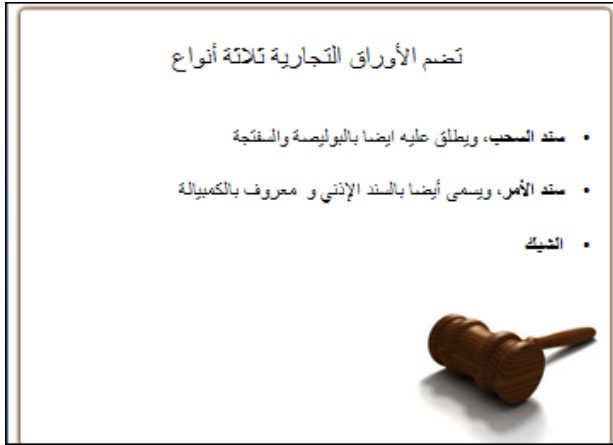 تضم الأوراق التجارية ثلاثة أنواع
• سند السحب، ويطلق عليه ايضا بالبوليصة والسفتجة
• سند الأمر، ويسمى أيضا بالسند الإذني و معروف بالكمبيالة
• الشيك